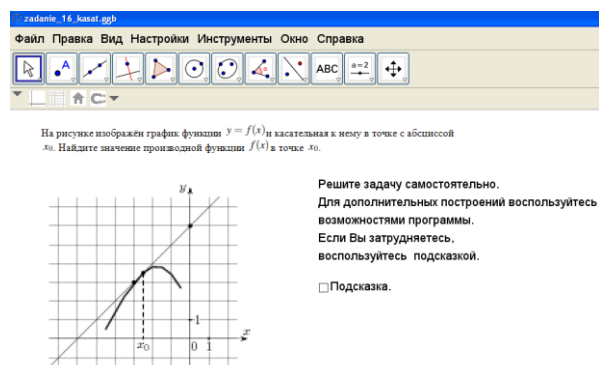 zadanie_16_kasat.ggb
Файл Правка Вид Настройки Инструменты Окно Справка
A ABC a=2
На рисунке изображён график функции y = f(x) и касательная к нему в точке с абсциссой
x₀. Найдите значение производной функции f(x) в точке x₀.
Решите задачу самостоятельно.
Для дополнительных построений воспользуйтесь
возможностями программы.
Если Вы затрудняетесь,
воспользуйтесь подсказкой.
Подсказка.
y
1
x
x₀ 0 1